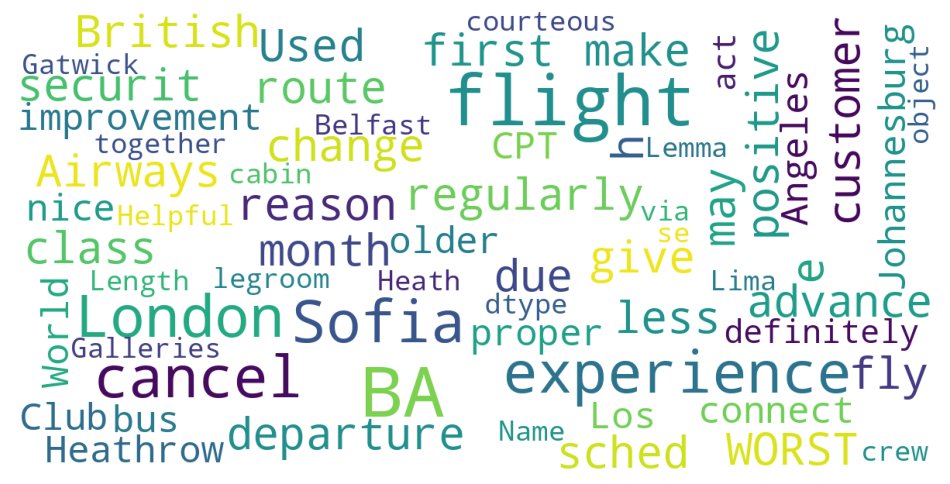 courteous
British
Used
first
make
Gatwick
securit
route
flight
act
positive
Angeles
customer
Johannesburg
object
improvement
Belfast
together
change
CPT
h
Lemma
Airways
cabin
reason
regularly
may
nice
Helpful
via
se
class
month
older
give
e
Length
legroom
Heath
due
Lima
World
London
Sofia
dtype
proper
less
advance
definitely
Galleries
cancel
BA
experience
fly
Club
bus
departure
Los
connect
Heathrow
Name
sched
WORST
crew